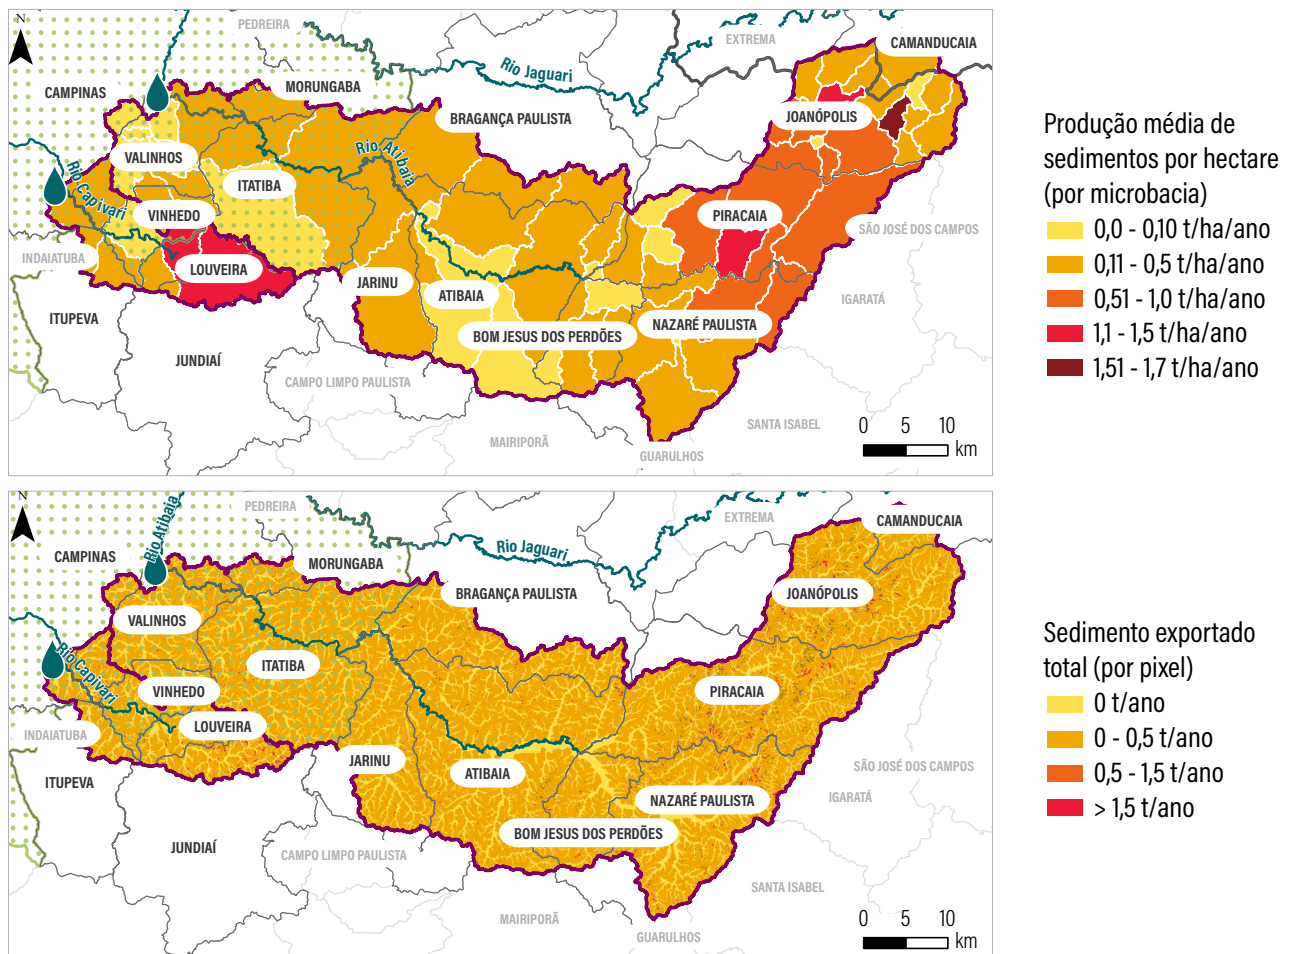 N
PEDREIRA
EXTREMA
CAMANDUCAIA
Rio Jaguari
CAMPINAS
MORUNGABA
BRAGANÇA PAULISTA
JOANÓPOLIS
Rio Atibaia
VALINHOS
ITATIBA
Rio Capivari
VINHEDO
PIRACAIA
SÃO JOSÉ DOS CAMPOS
INDAIATUBA
LOUVEIRA
JARINU
ATIBAIA
IGARATÁ
ITUPEVA
BOM JESUS DOS PERDÕES
NAZARÉ PAULISTA
JUNDIAÍ
CAMPO LIMPO PAULISTA
SANTA ISABEL
MAIRIPORÃ
GUARULHOS
0 5 10
km
Produção média de
sedimentos por hectare
(por microbacia)
0,0 - 0,10 t/ha/ano
0,11 - 0,5 t/ha/ano
0,51 - 1,0 t/ha/ano
1,1 - 1,5 t/ha/ano
1,51 - 1,7 t/ha/ano
N
Rio Atibaia
PEDREIRA
EXTREMA
CAMANDUCAIA
Rio Jaguari
CAMPINAS
MORUNGABA
BRAGANÇA PAULISTA
JOANÓPOLIS
VALINHOS
ITATIBA
Rio Capivari
VINHEDO
PIRACAIA
LOUVEIRA
INDAIATUBA
JARINU
ATIBAIA
SÃO JOSÉ DOS CAMPOS
ITUPEVA
NAZARÉ PAULISTA
IGARATÁ
BOM JESUS DOS PERDÕES
JUNDIAÍ
CAMPO LIMPO PAULISTA
SANTA ISABEL
MAIRIPORÃ
GUARULHOS
0 5 10
km
Sedimento exportado
total (por pixel)
0 t/ano
0 - 0,5 t/ano
0,5 - 1,5 t/ano
> 1,5 t/ano